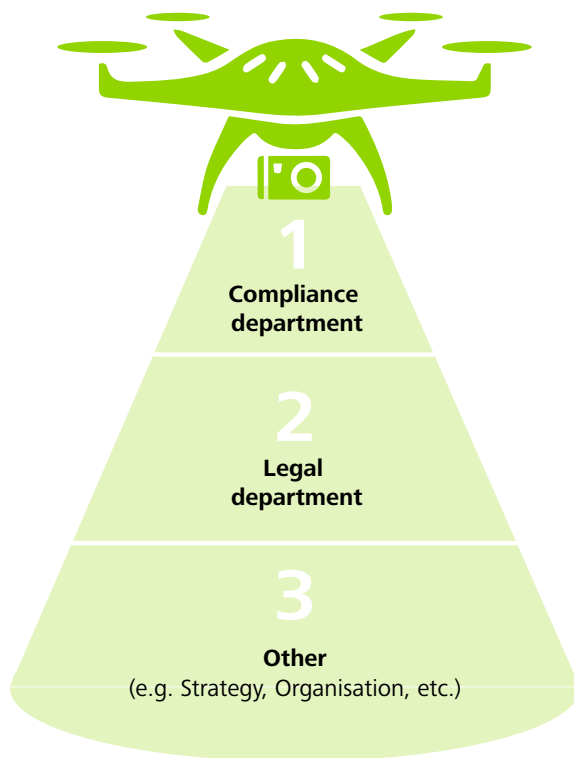 1
Compliance
department
2
Legal
department
3
Other
(e.g. Strategy, Organisation, etc.)